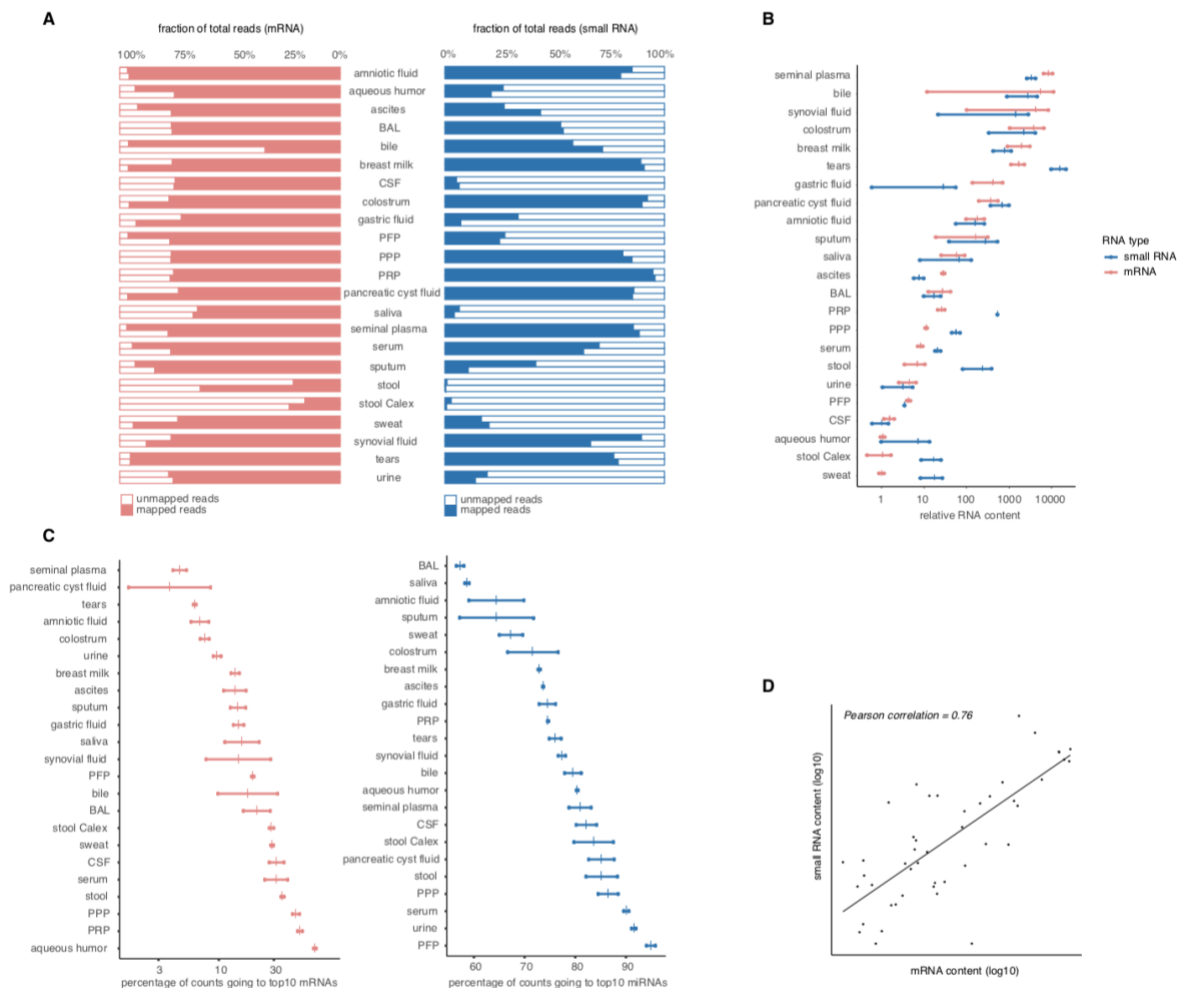 A
fraction of total reads (mRNA)
fraction of total reads (small RNA)
100% 75% 50% 25% 0%
0% 25% 50% 75% 100%
amniotic fluid
aqueous humor
ascites
BAL
bile
breast milk
CSF
colostrum
gastric fluid
PFP
PPP
PRP
pancreatic cyst fluid
saliva
seminal plasma
serum
sputum
stool
stool Calex
sweat
synovial fluid
tears
urine
unmapped reads
mapped reads
unmapped reads
mapped reads
B
seminal plasma
bile
synovial fluid
colostrum
breast milk
tears
gastric fluid
pancreatic cyst fluid
amniotic fluid
sputum
saliva
ascites
BAL
PRP
PPP
serum
stool
urine
PFP
CSF
aqueous humor
stool Calex
sweat
1 10 100 1000 10000
relative RNA content
RNA type
small RNA
mRNA
C
seminal plasma
pancreatic cyst fluid
tears
amniotic fluid
colostrum
urine
breast milk
ascites
sputum
gastric fluid
saliva
synovial fluid
PFP
bile
BAL
stool Calex
sweat
CSF
serum
stool
PPP
PRP
aqueous humor
3 10 30
percentage of counts going to top10 mRNAs
BAL
saliva
amniotic fluid
sputum
sweat
colostrum
breast milk
ascites
gastric fluid
PRP
tears
synovial fluid
bile
aqueous humor
seminal plasma
CSF
stool Calex
pancreatic cyst fluid
stool
PPP
serum
urine
PFP
60 70 80 90
percentage of counts going to top10 miRNAs
D
Pearson correlation = 0.76
small RNA content (log10)
mRNA content (log10)